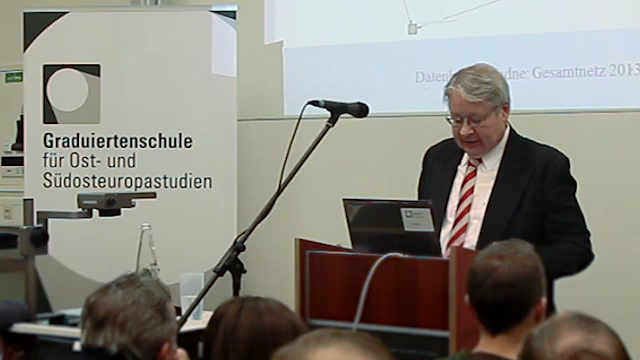 Graduiertenschule
für Ost- und
Südosteuropastudien
Gesamtnetz 2013